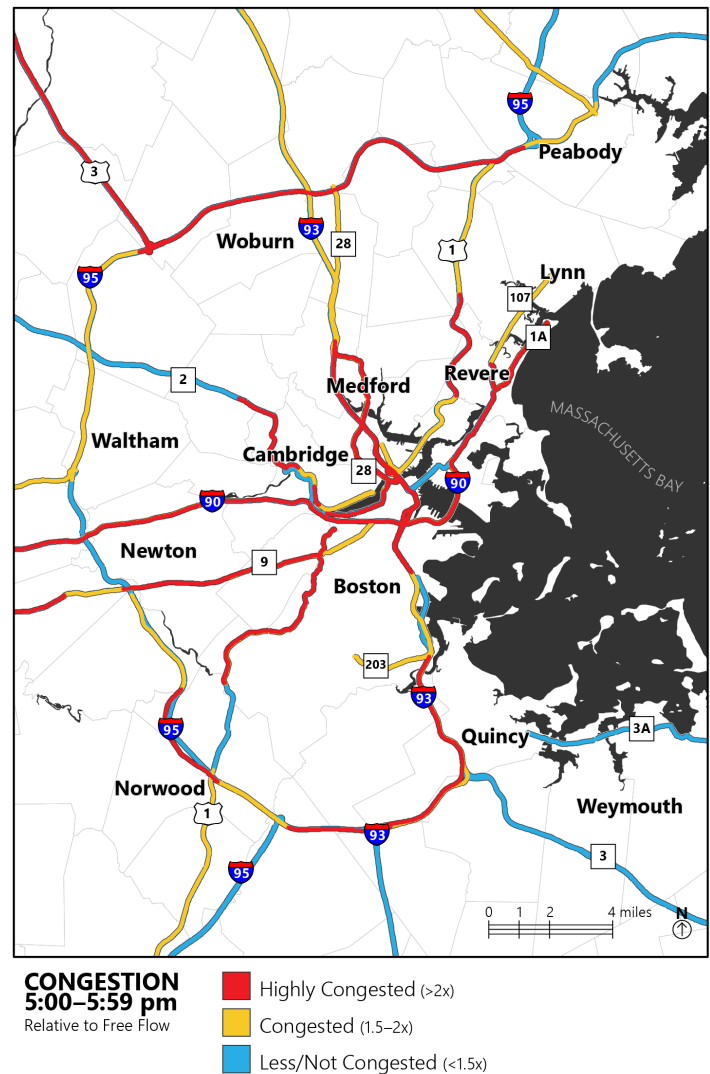 95
Peabody
3
93
Woburn
28
1
95
Lynn
107
1A
2
Medford
Revere
MASSACHUSETTS BAY
Waltham
Cambridge
28
90
90
Newton
9
Boston
203
93
95
Quincy
3A
Norwood
1
Weymouth
93
3
95
0 1 2 4 miles
N
CONGESTION
5:00–5:59 pm
Relative to Free Flow
Highly Congested (>2x)
Congested (1.5–2x)
Less/Not Congested (<1.5x)